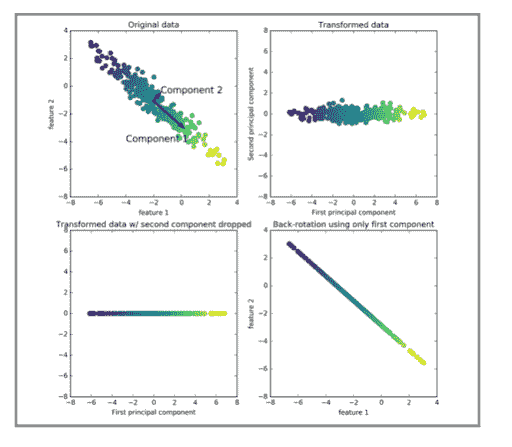 Original data
Transformed data
4
2
0
−2
−4
−6
−8
feature 2
Component 2
Component 1
−8 −6 −4 −2 0 2 4
feature 1
8
6
4
2
0
−2
−4
−6
−8
Second principal component
−8 −6 −4 −2 0 2 4 6 8
First principal component
Transformed data w/ second component dropped
Back-rotation using only first component
8
6
4
2
0
−2
−4
−6
−8
−8 −6 −4 −2 0 2 4 6 8
First principal component
4
2
0
−2
−4
−6
−8
feature 2
−8 −6 −4 −2 0 2 4
feature 1